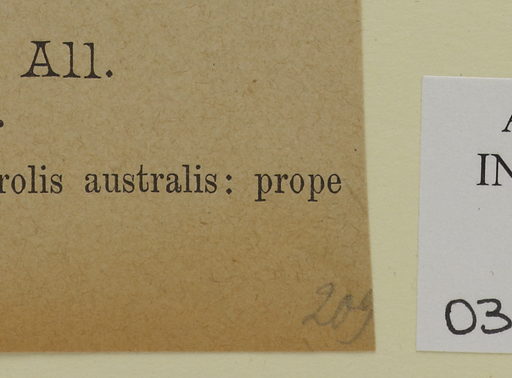 All.
.
rolis australis: prope
209
A
IN
03